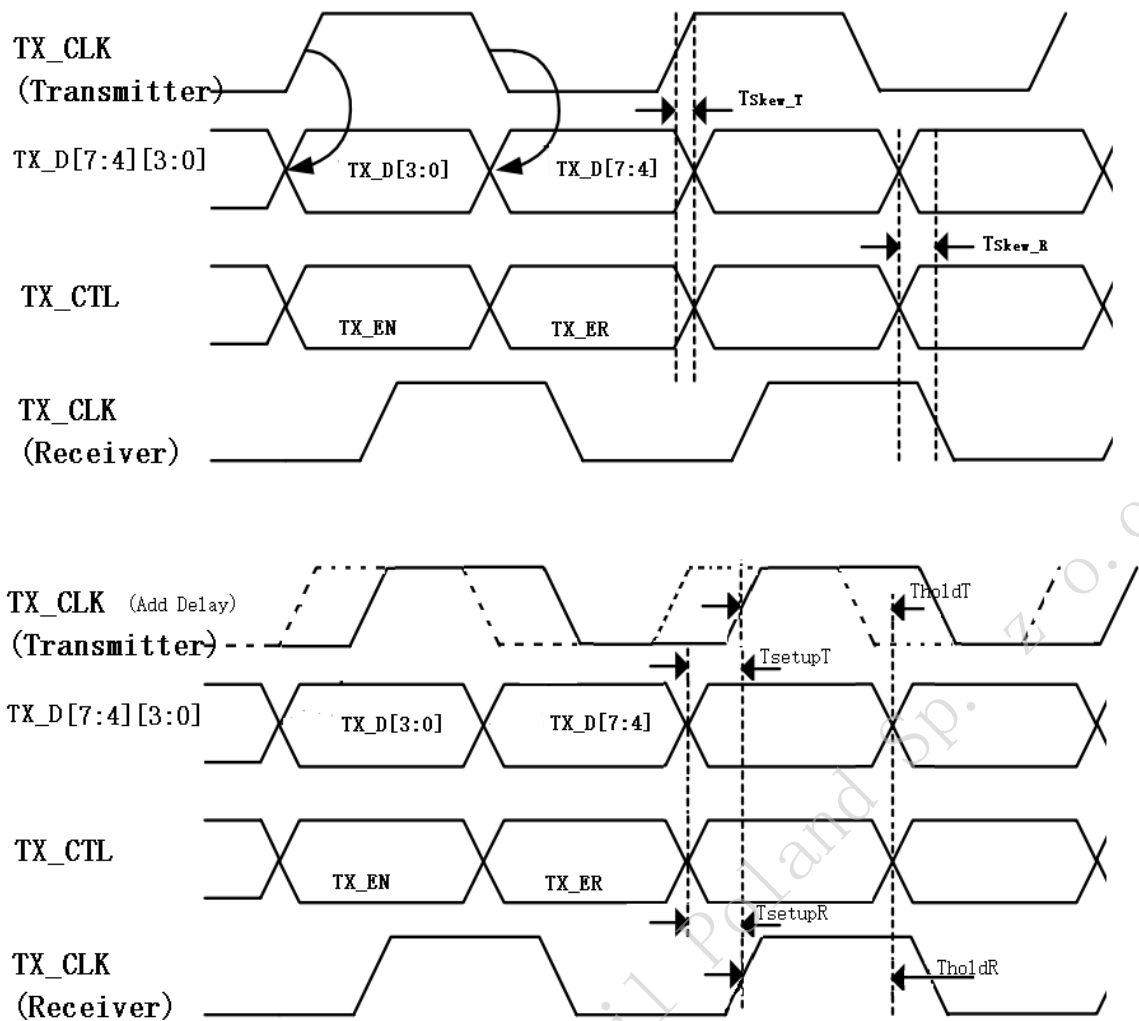 TX_CLK
(Transmitter)
Tskew_T
TX_D[7:4][3:0]
TX_D[3:0]
TX_D[7:4]
Tskew_R
TX_CTL
TX_EN
TX_ER
TX_CLK
(Receiver)
TX_CLK (Add Delay)
(Transmitter)
TholdT
TsetupT
TX_D[7:4][3:0]
TX_D[3:0]
TX_D[7:4]
TX_CTL
TX_EN
TX_ER
TsetupR
TX_CLK
(Receiver)
TholdR
Poland Sp. z o.